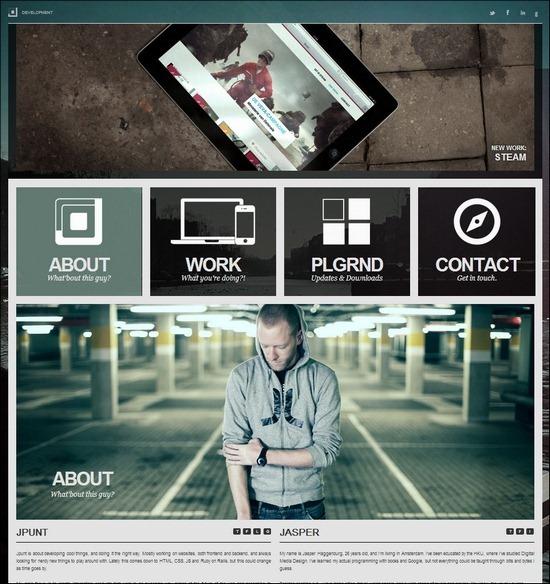 DEVELOPMENT
NEW WORK:
STEAM
ABOUT
What'bout this guy?
WORK
What you're doing?!
PLGRND
Updates & Downloads
CONTACT
Get in touch.
ABOUT
What'bout this guy?
JPUNT
Jpunt is about developing cool things, and doing it the right way. Mostly working on websites, both frontend and backend, and always
looking for nerdy new things to play around with. Lately this comes down to HTML, CSS, JS and Ruby on Rails, but this could change
as time goes by.
JASPER
My name is Jasper Haggenburg, 26 years old, and I'm living in Amsterdam. I've been educated by the HKU, where I've studied Digital
Media Design. I've learned my actual programming with books and Google, but not everything could be taught through bits and bytes I
guess.